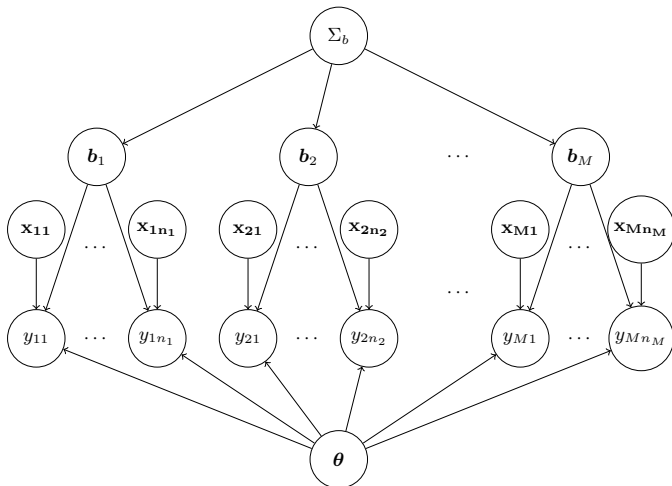 Σ_b
b_1 b_2 … b_M
x_11 … x_1n_1 x_21 … x_2n_2 x_M1 … x_Mn_M
…
y_11 … y_1n_1 y_21 … y_2n_2 y_M1 … y_Mn_M
θ